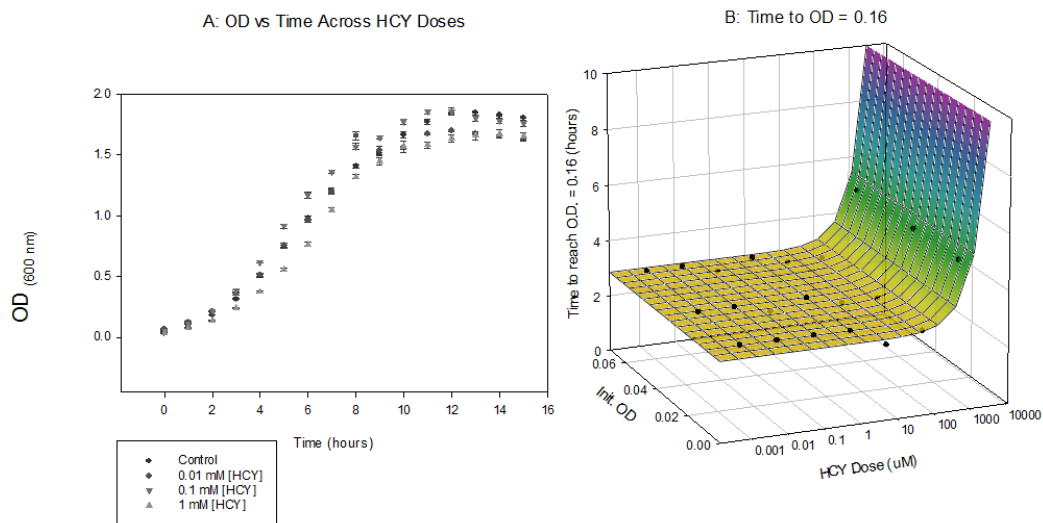 A: OD vs Time Across HCY Doses
OD (600 nm)
2.0
1.5
1.0
0.5
0.0
0 2 4 6 8 10 12 14 16
Time (hours)
Control
0.01 mM [HCY]
0.1 mM [HCY]
1 mM [HCY]
B: Time to OD = 0.16
Time to reach O.D. = 0.16 (hours)
10
8
6
4
2
0
0.06
0.04
0.02
0.00
Init. OD
0.001 0.01 0.1 1 10 100 1000 10000
HCY Dose (uM)